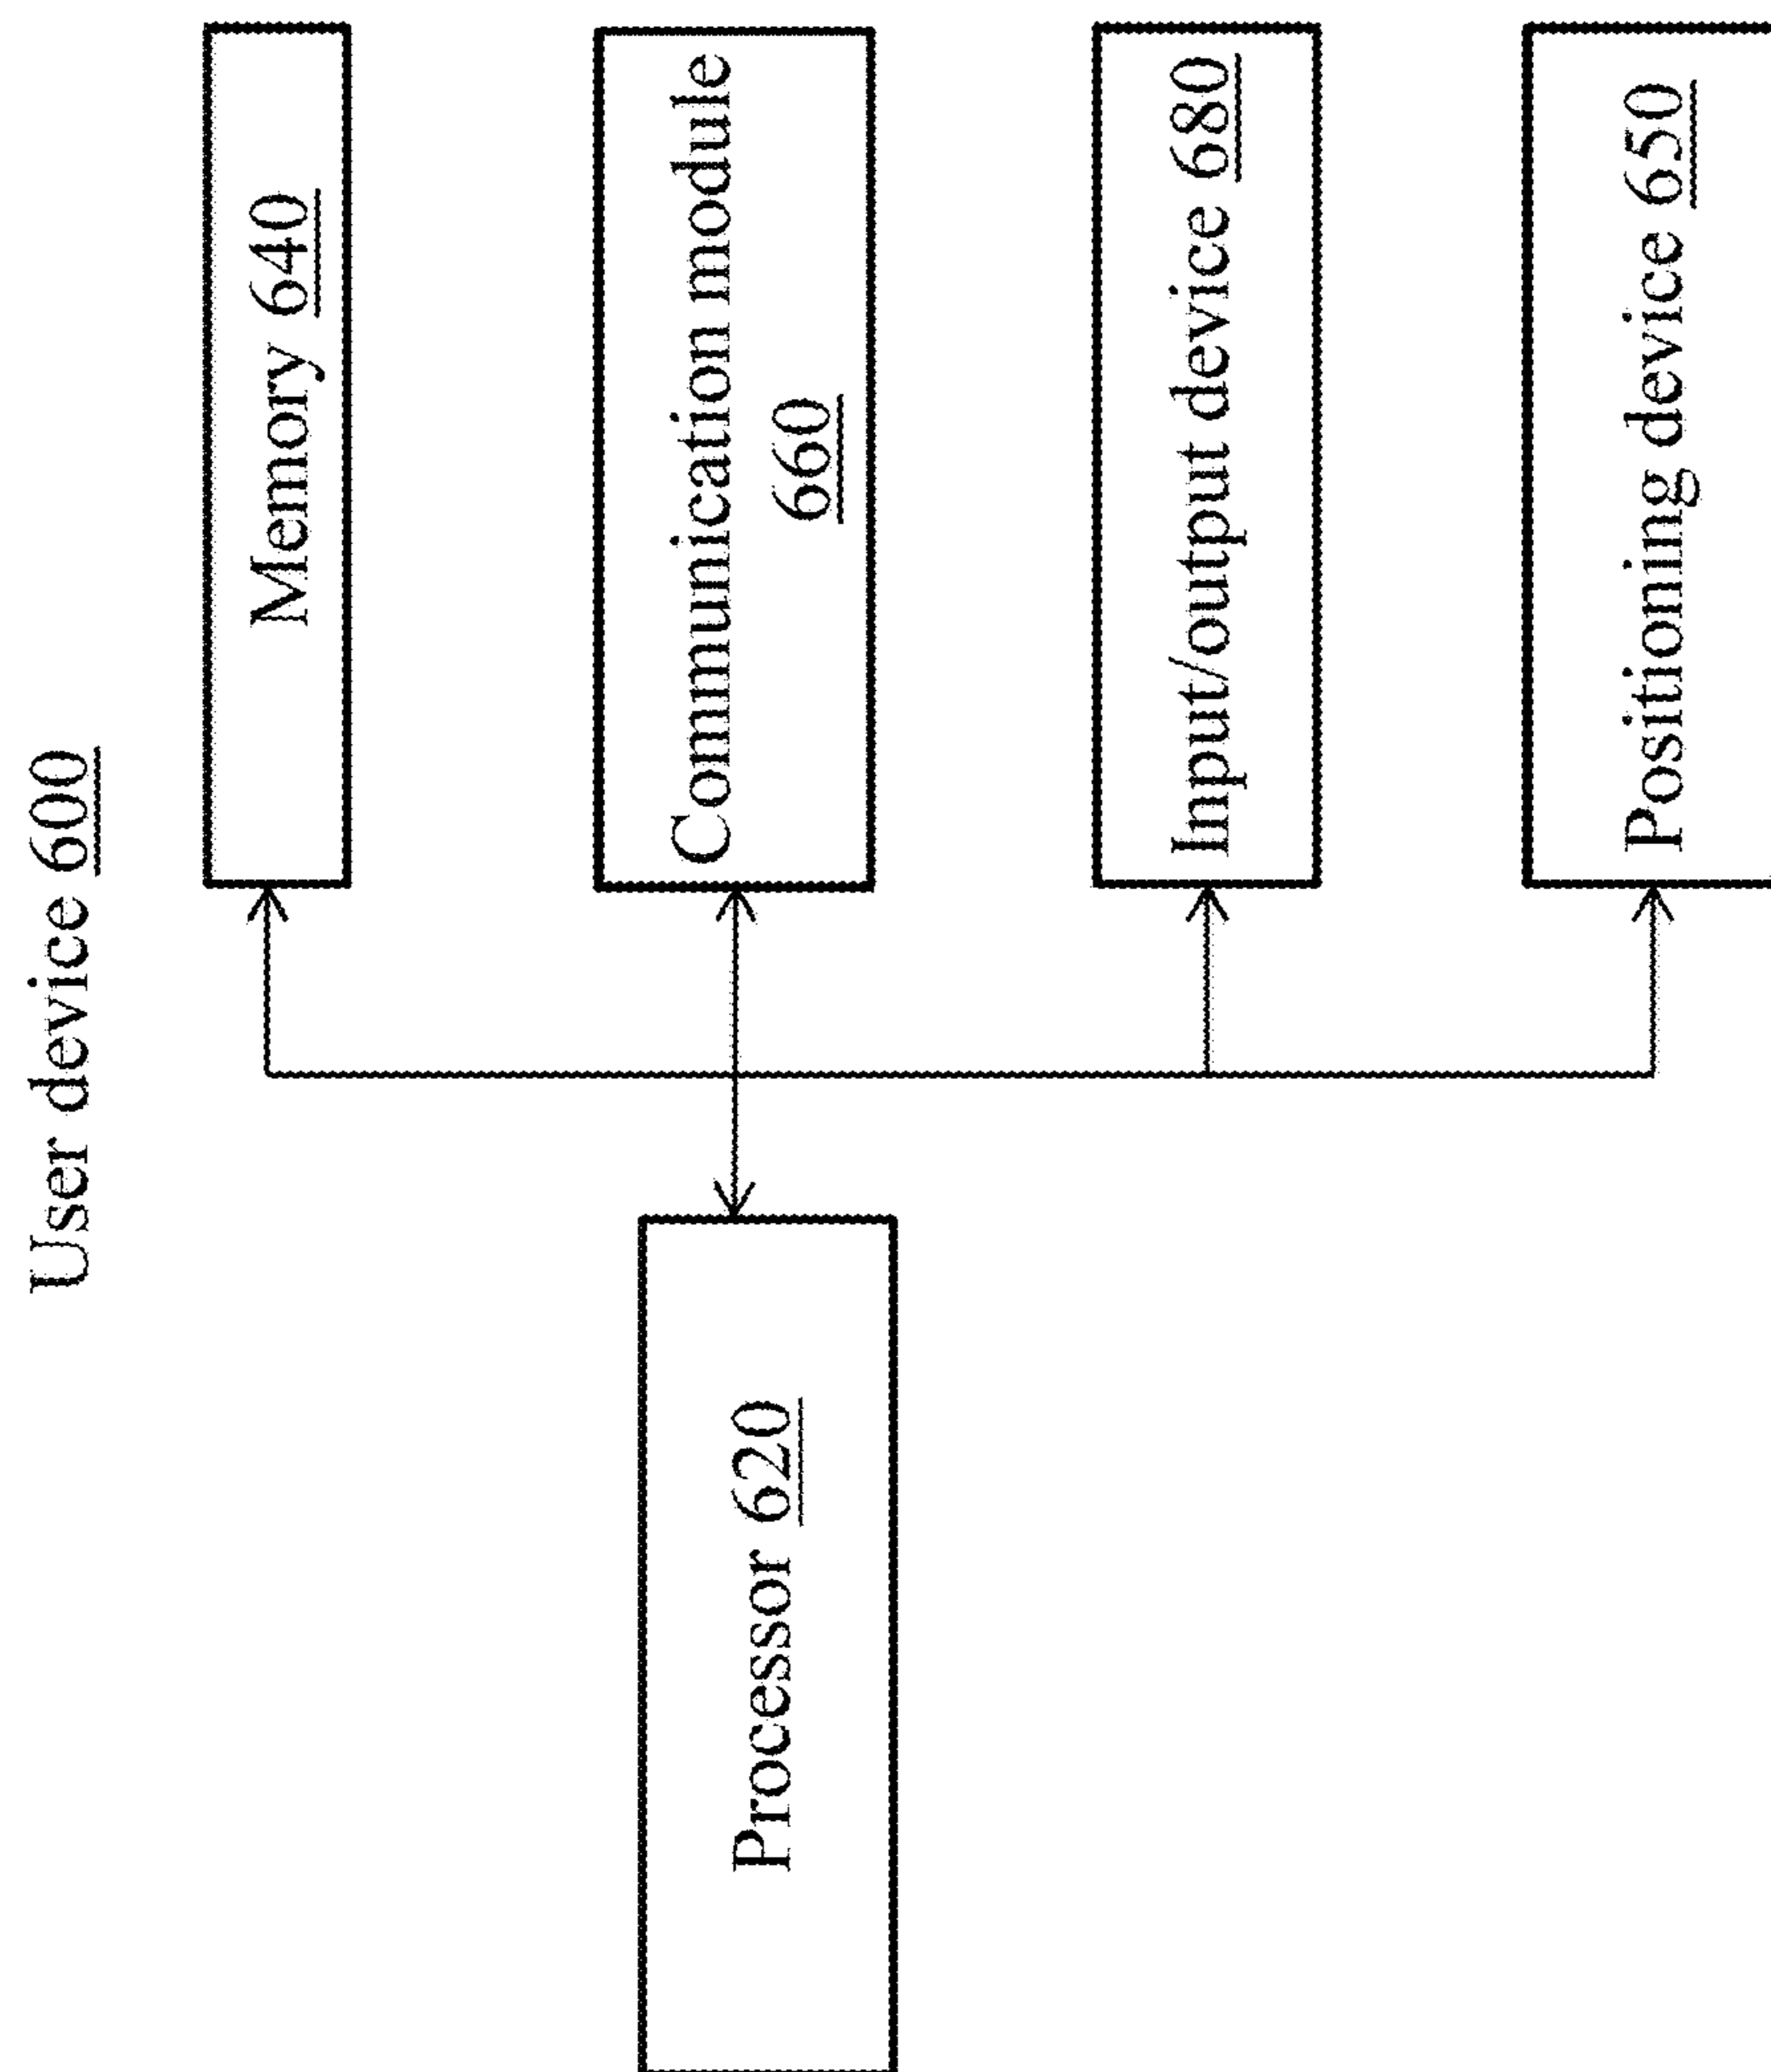 User device 600
Processor 620
Memory 640
Communication module
660
Input/output device 680
Positioning device 650